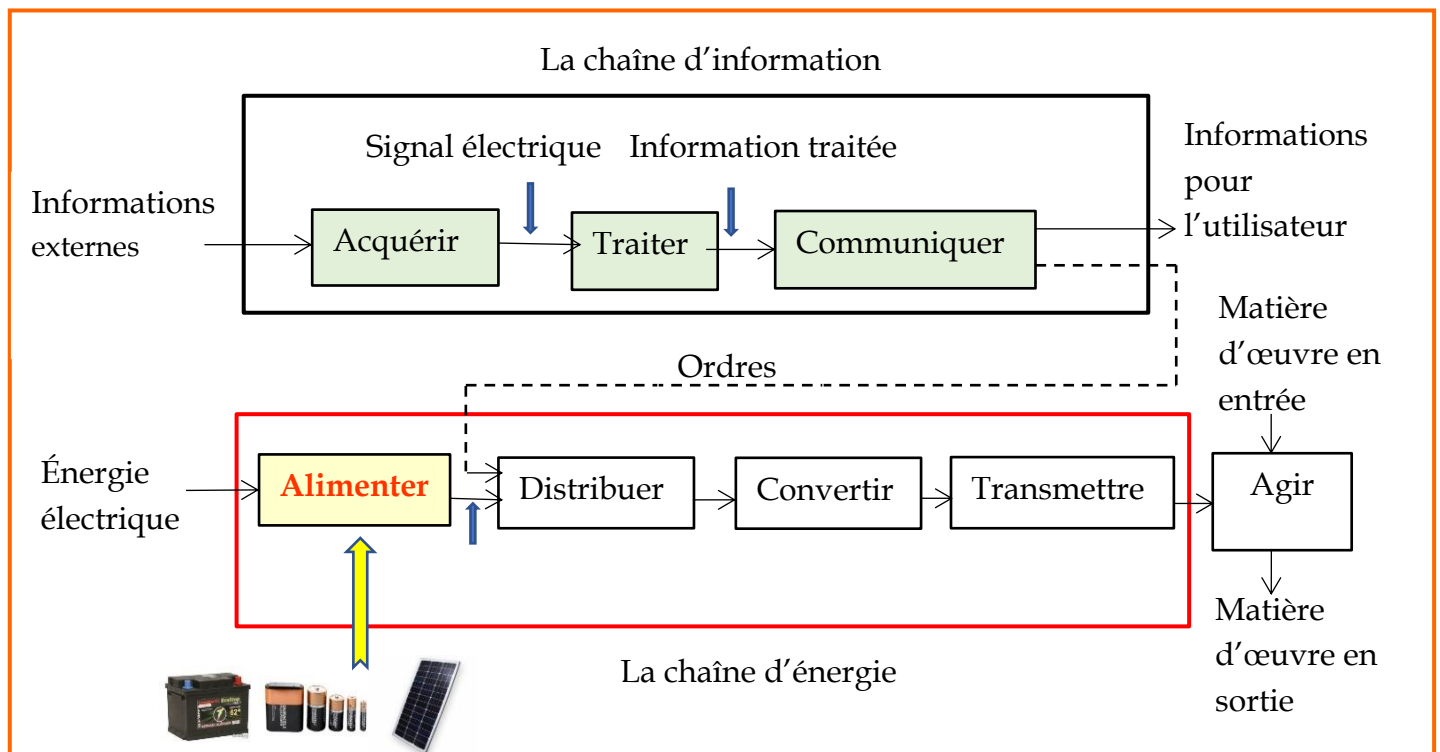 La chaîne d’information
Signal électrique
Information traitée
Informations
pour
l’utilisateur
Informations
externes
Acquérir
Traiter
Communiquer
Matière
d’œuvre en
entrée
Ordres
Énergie
électrique
Alimenter
Distribuer
Convertir
Transmettre
Agir
La chaîne d’énergie
Matière
d’œuvre en
sortie